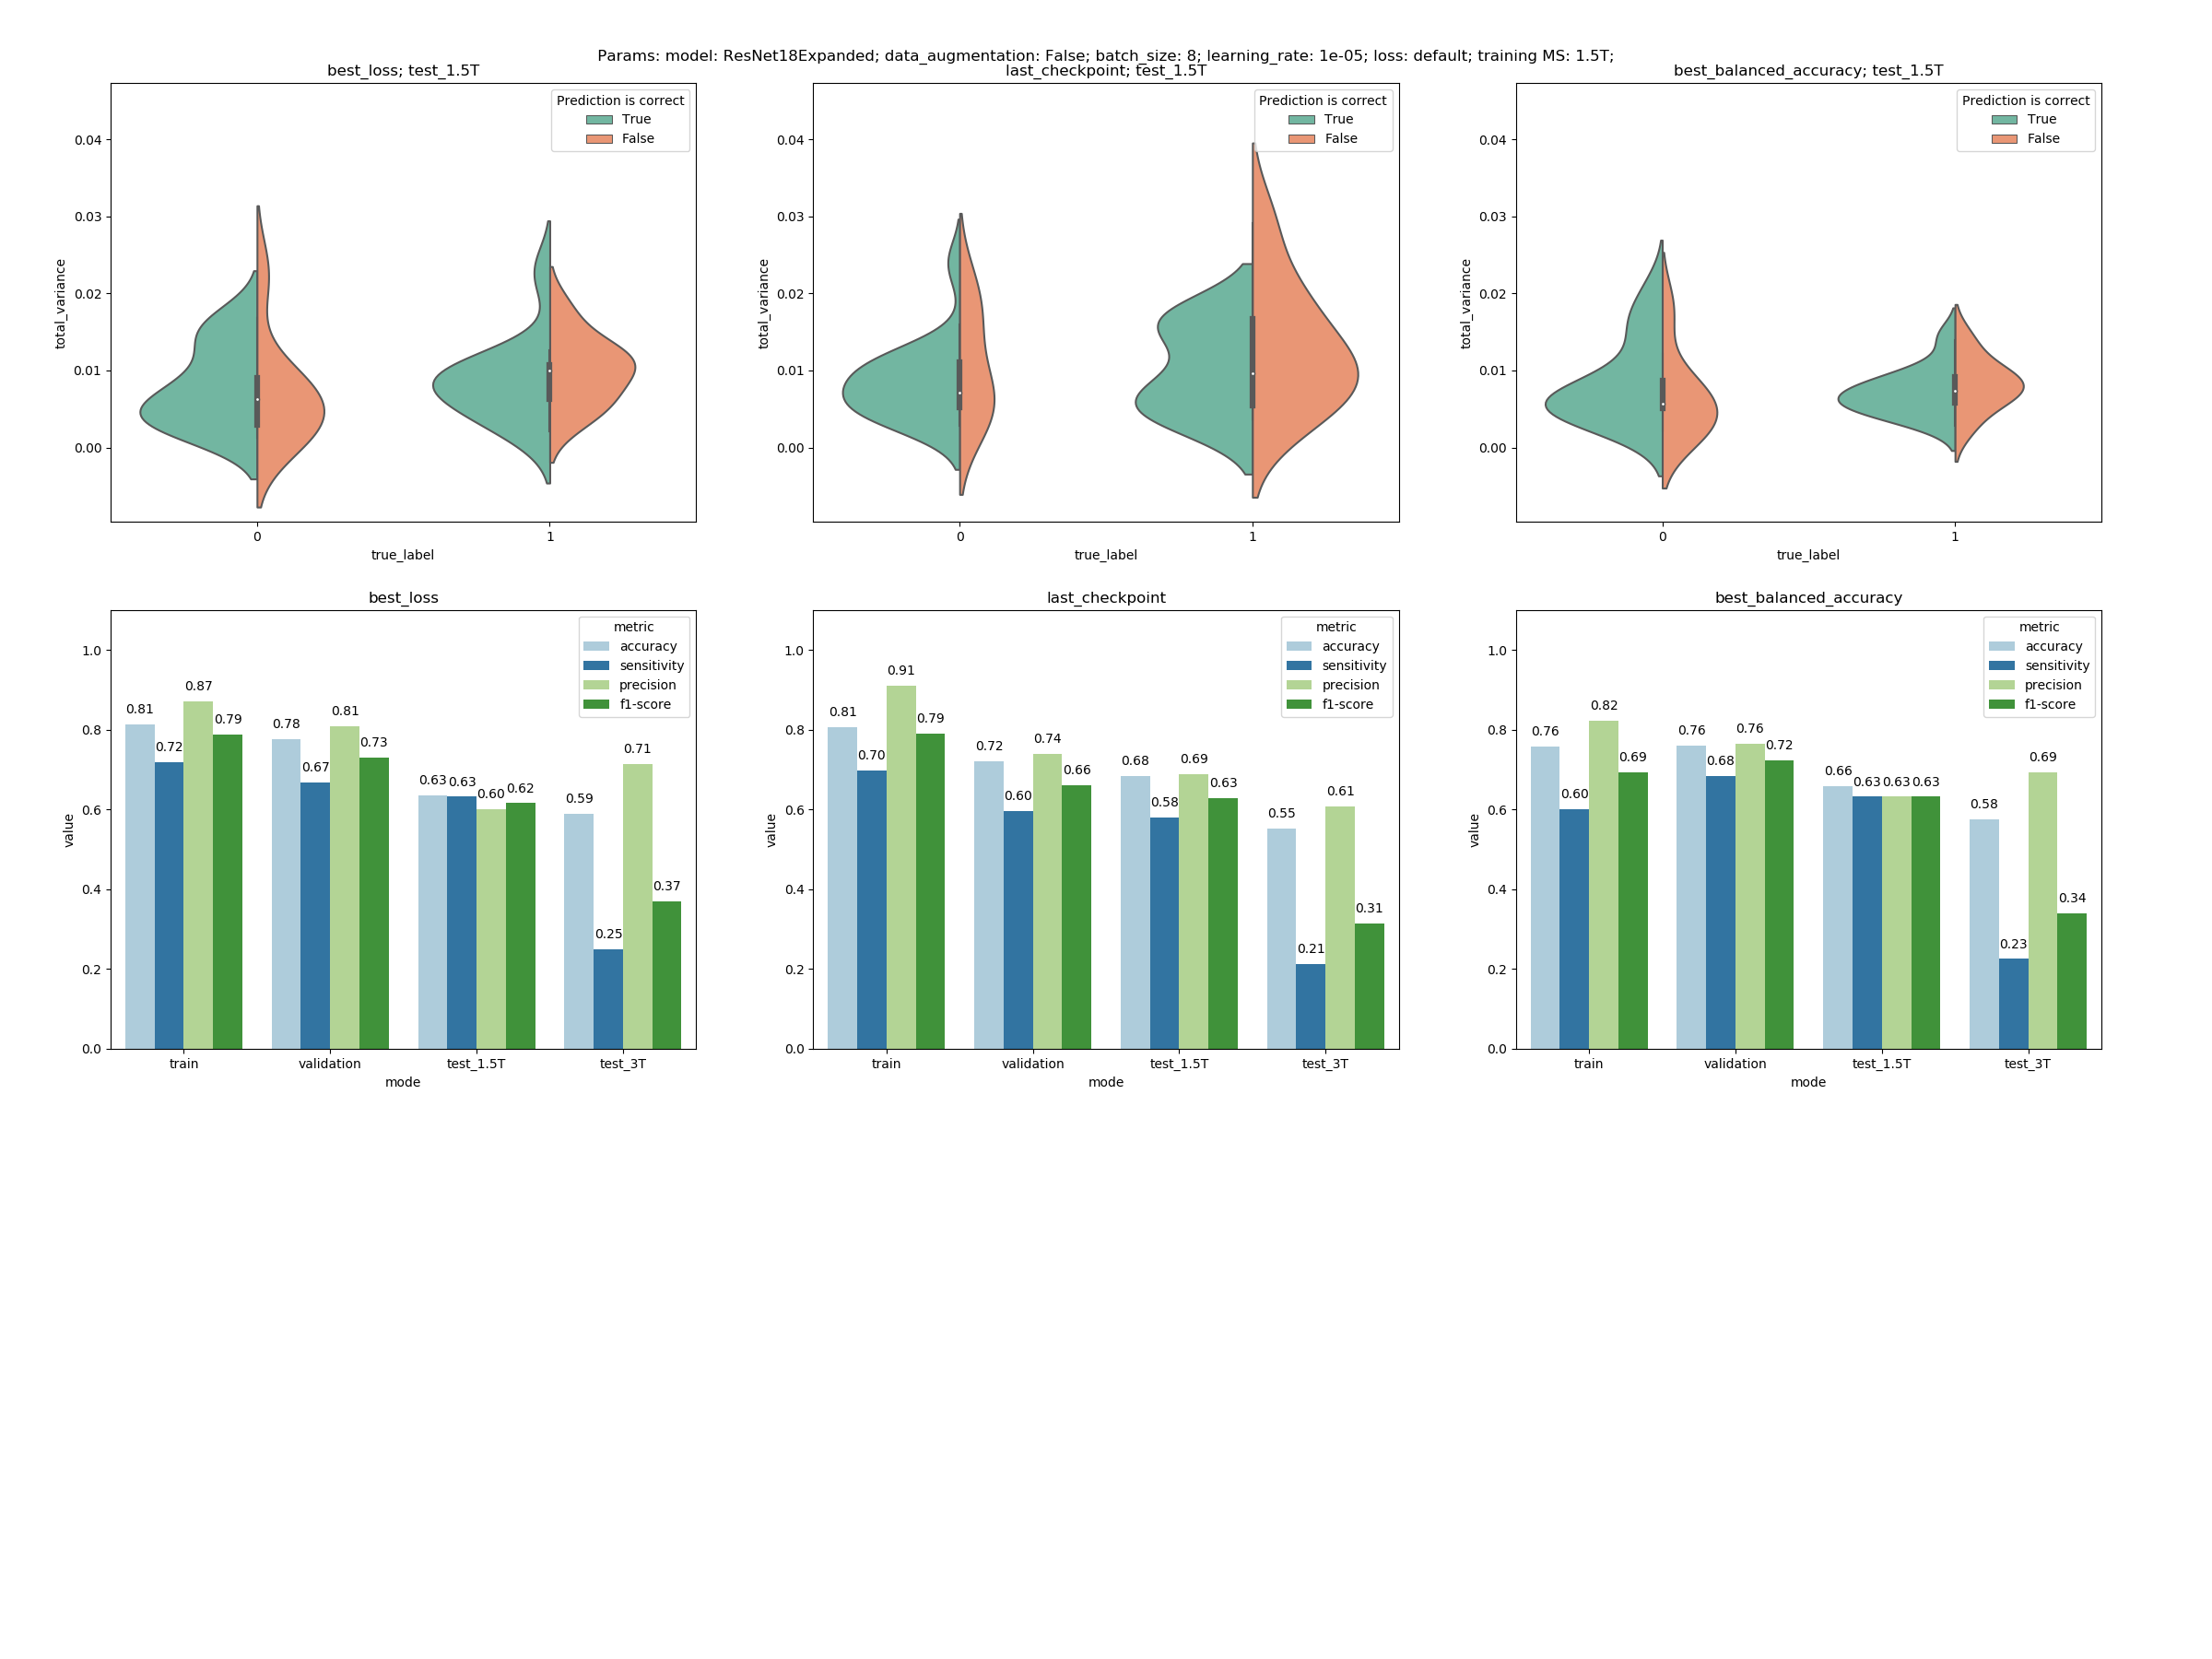 Params: model: ResNet18Expanded; data_augmentation: False; batch_size: 8; learning_rate: 1e-05; loss: default; training MS: 1.5T;
best_loss; test_1.5T
Prediction is correct
True
False
0.04
0.03
0.02
0.01
0.00
total_variance
0
1
true_label
last_checkpoint; test_1.5T
Prediction is correct
True
False
0.04
0.03
0.02
0.01
0.00
total_variance
0
1
true_label
best_balanced_accuracy; test_1.5T
Prediction is correct
True
False
0.04
0.03
0.02
0.01
0.00
total_variance
0
1
true_label
best_loss
metric
accuracy
sensitivity
precision
f1-score
1.0
0.8
0.6
0.4
0.2
0.0
value
0.81
0.72
0.87
0.79
0.78
0.67
0.81
0.73
0.63
0.63
0.60
0.62
0.59
0.25
0.71
0.37
train
validation
test_1.5T
test_3T
mode
last_checkpoint
metric
accuracy
sensitivity
precision
f1-score
1.0
0.8
0.6
0.4
0.2
0.0
value
0.81
0.70
0.91
0.79
0.72
0.60
0.74
0.66
0.68
0.58
0.69
0.63
0.55
0.21
0.61
0.31
train
validation
test_1.5T
test_3T
mode
best_balanced_accuracy
metric
accuracy
sensitivity
precision
f1-score
1.0
0.8
0.6
0.4
0.2
0.0
value
0.76
0.60
0.82
0.69
0.76
0.68
0.76
0.72
0.66
0.63
0.63
0.63
0.58
0.23
0.69
0.34
train
validation
test_1.5T
test_3T
mode